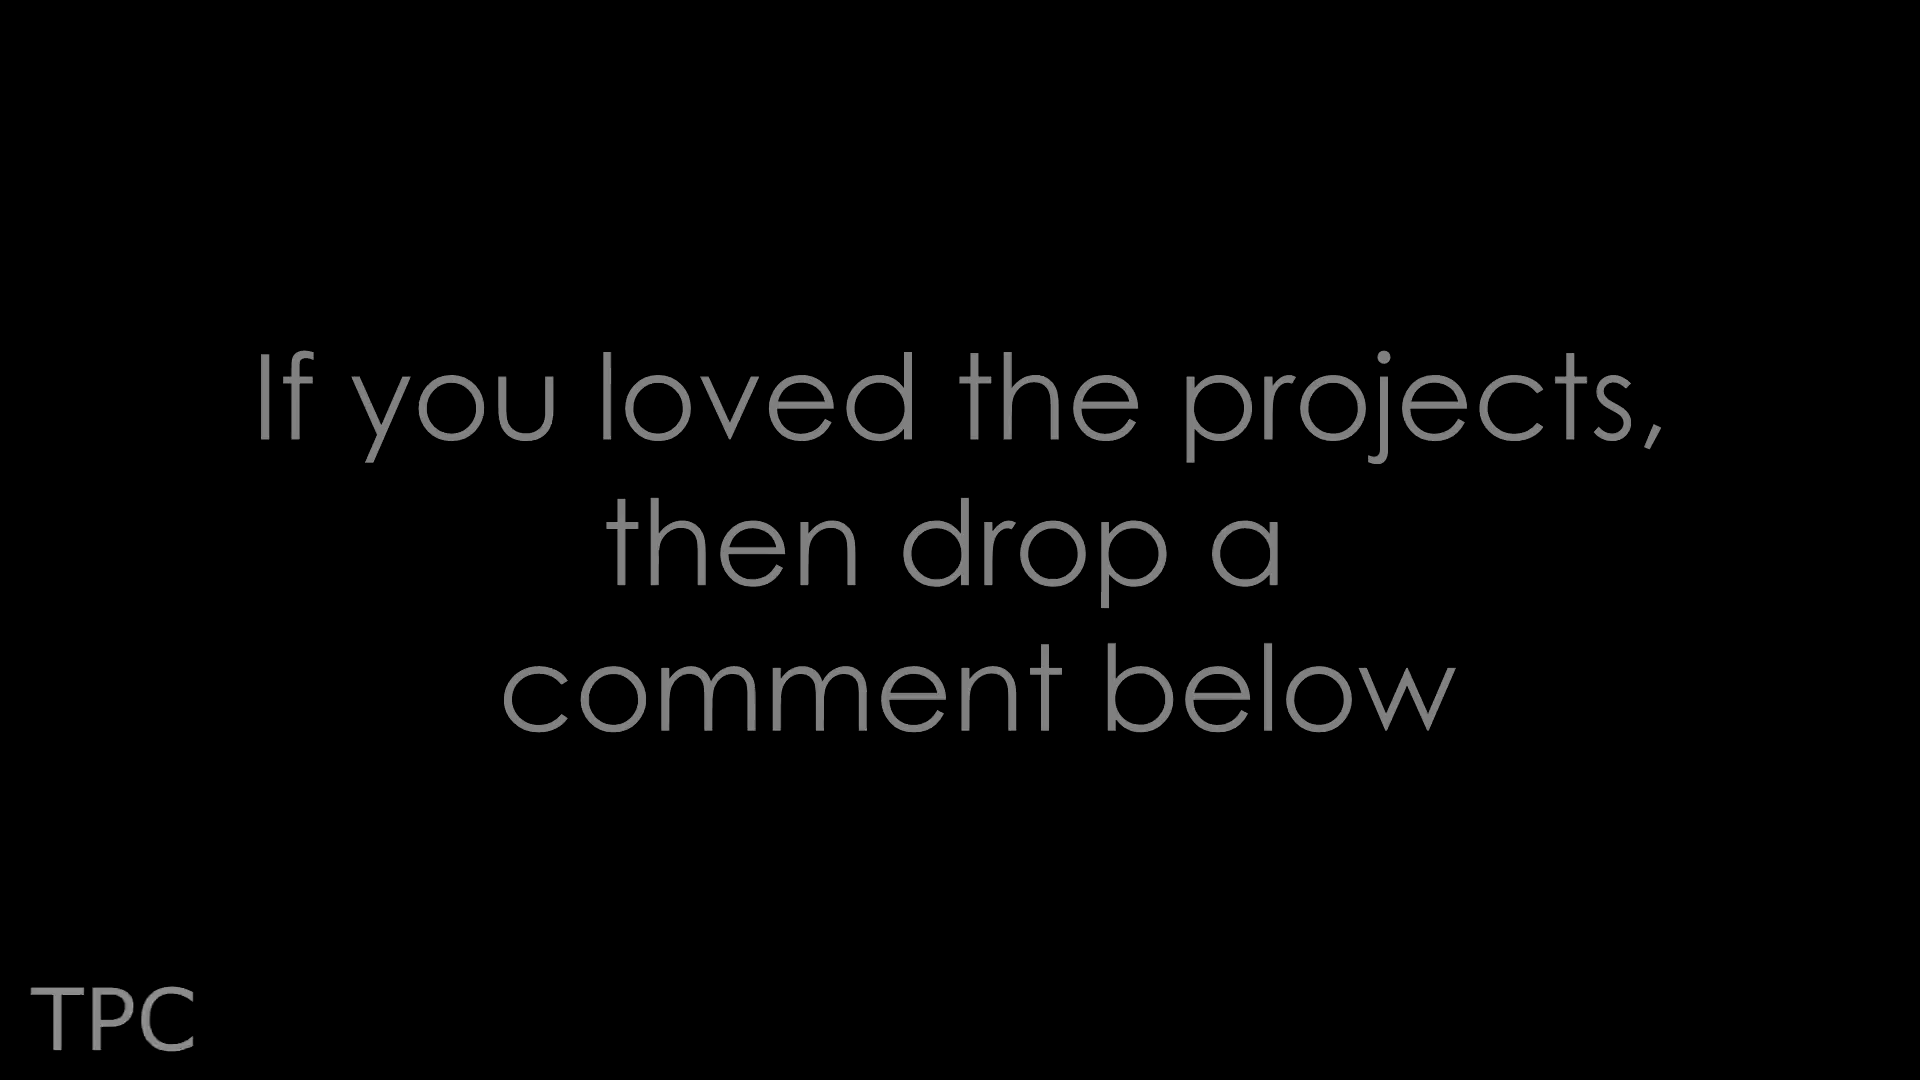 If you loved the projects,
then drop a
comment below
TPC